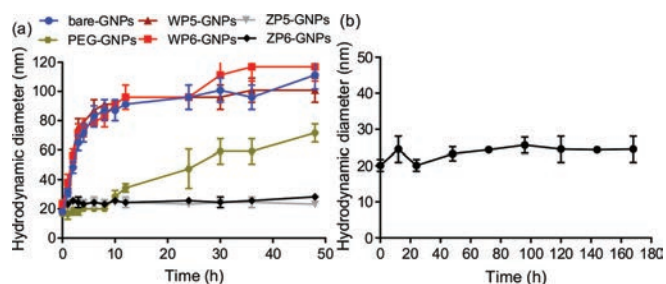 (a) bare-GNPs WP5-GNPs ZP5-GNPs
PEG-GNPs WP6-GNPs ZP6-GNPs
Hydrodynamic diameter (nm)
120
100
80
60
40
20
0
0 10 20 30 40 50
Time (h)
(b)
Hydrodynamic diameter (nm)
50
40
30
20
10
0
0 20 40 60 80 100 120 140 160 180
Time (h)